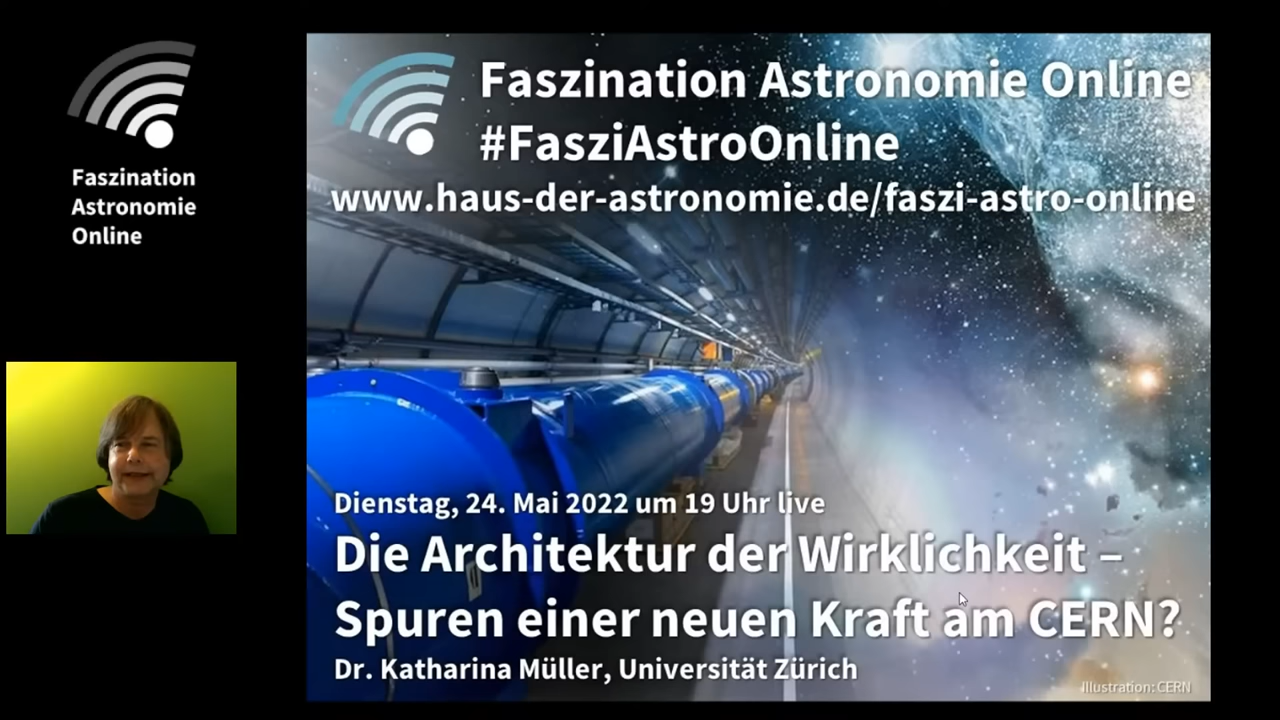 Faszination
Astronomie
Online
Faszination Astronomie Online
#FasziAstroOnline
www.haus-der-astronomie.de/faszi-astro-online
Dienstag, 24. Mai 2022 um 19 Uhr live
Die Architektur der Wirklichkeit –
Spuren einer neuen Kraft am CERN?
Dr. Katharina Müller, Universität Zürich
Illustration: CERN